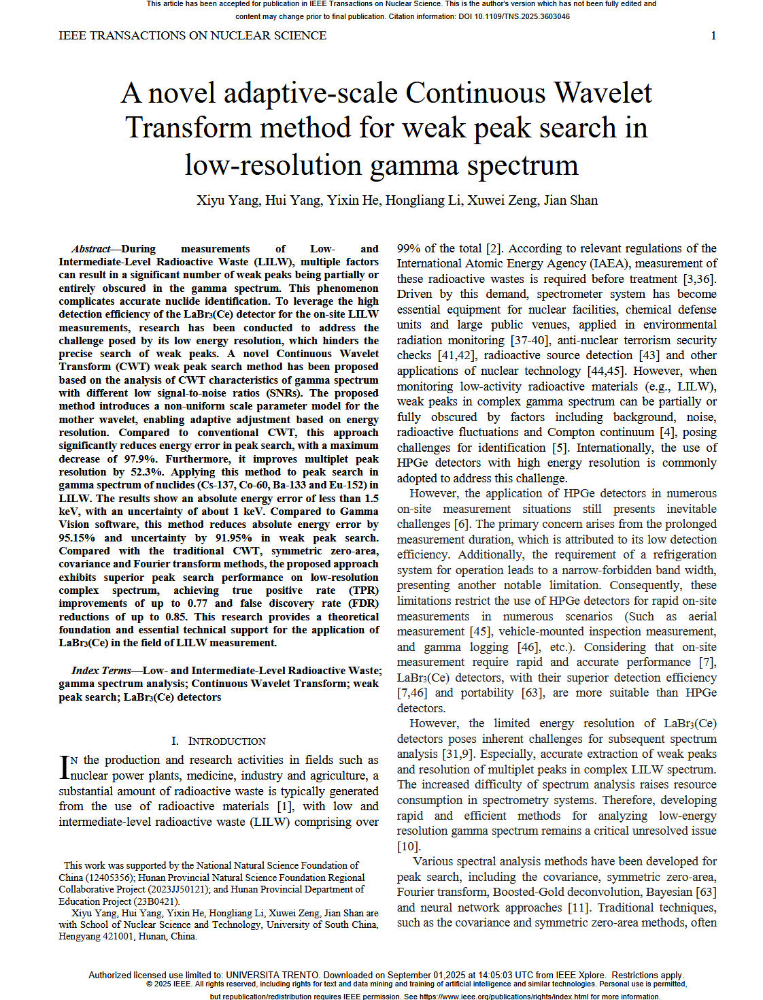 This article has been accepted for publication in IEEE Transactions on Nuclear Science. This is the author's version which has not been fully edited and
content may change prior to final publication. Citation information: DOI 10.1109/TNS.2025.3603046
IEEE TRANSACTIONS ON NUCLEAR SCIENCE
1
A novel adaptive-scale Continuous Wavelet
Transform method for weak peak search in
low-resolution gamma spectrum
Xiyu Yang, Hui Yang, Yixin He, Hongliang Li, Xuwei Zeng, Jian Shan
Abstract—During measurements of Low- and
Intermediate-Level Radioactive Waste (LILW), multiple factors
can result in a significant number of weak peaks being partially or
entirely obscured in the gamma spectrum. This phenomenon
complicates accurate nuclide identification. To leverage the high
detection efficiency of the LaBr₃(Ce) detector for the on-site LILW
measurements, research has been conducted to address the
challenge posed by its low energy resolution, which hinders the
precise search of weak peaks. A novel Continuous Wavelet
Transform (CWT) weak peak search method has been proposed
based on the analysis of CWT characteristics of gamma spectrum
with different low signal-to-noise ratios (SNRs). The proposed
method introduces a non-uniform scale parameter model for the
mother wavelet, enabling adaptive adjustment based on energy
resolution. Compared to conventional CWT, this approach
significantly reduces energy error in peak search, with a maximum
decrease of 97.9%. Furthermore, it improves multiplet peak
resolution by 52.3%. Applying this method to peak search in
gamma spectrum of nuclides (Cs-137, Co-60, Ba-133 and Eu-152) in
LILW. The results show an absolute energy error of less than 1.5
keV, with an uncertainty of about 1 keV. Compared to Gamma
Vision software, this method reduces absolute energy error by
95.15% and uncertainty by 91.95% in weak peak search.
Compared with the traditional CWT, symmetric zero-area,
covariance and Fourier transform methods, the proposed approach
exhibits superior peak search performance on low-resolution
complex spectrum, achieving true positive rate (TPR)
improvements of up to 0.77 and false discovery rate (FDR)
reductions of up to 0.85. This research provides a theoretical
foundation and essential technical support for the application of
LaBr₃(Ce) in the field of LILW measurement.
Index Terms—Low- and Intermediate-Level Radioactive Waste;
gamma spectrum analysis; Continuous Wavelet Transform; weak
peak search; LaBr₃(Ce) detectors
I. INTRODUCTION
IN the production and research activities in fields such as
nuclear power plants, medicine, industry and agriculture, a
substantial amount of radioactive waste is typically generated
from the use of radioactive materials [1], with low and
intermediate-level radioactive waste (LILW) comprising over
This work was supported by the National Natural Science Foundation of
China (12405356); Hunan Provincial Natural Science Foundation Regional
Collaborative Project (2023JJ50121); and Hunan Provincial Department of
Education Project (23B0421).
Xiyu Yang, Hui Yang, Yixin He, Hongliang Li, Xuwei Zeng, Jian Shan are
with School of Nuclear Science and Technology, University of South China,
Hengyang 421001, Hunan, China.
99% of the total [2]. According to relevant regulations of the
International Atomic Energy Agency (IAEA), measurement of
these radioactive wastes is required before treatment [3,36].
Driven by this demand, spectrometer system has become
essential equipment for nuclear facilities, chemical defense
units and large public venues, applied in environmental
radiation monitoring [37-40], anti-nuclear terrorism security
checks [41,42], radioactive source detection [43] and other
applications of nuclear technology [44,45]. However, when
monitoring low-activity radioactive materials (e.g., LILW),
weak peaks in complex gamma spectrum can be partially or
fully obscured by factors including background, noise,
radioactive fluctuations and Compton continuum [4], posing
challenges for identification [5]. Internationally, the use of
HPGe detectors with high energy resolution is commonly
adopted to address this challenge.
However, the application of HPGe detectors in numerous
on-site measurement situations still presents inevitable
challenges [6]. The primary concern arises from the prolonged
measurement duration, which is attributed to its low detection
efficiency. Additionally, the requirement of a refrigeration
system for operation leads to a narrow-forbidden band width,
presenting another notable limitation. Consequently, these
limitations restrict the use of HPGe detectors for rapid on-site
measurements in numerous scenarios (Such as aerial
measurement [45], vehicle-mounted inspection measurement,
and gamma logging [46], etc.). Considering that on-site
measurement require rapid and accurate performance [7],
LaBr₃(Ce) detectors, with their superior detection efficiency
[7,46] and portability [63], are more suitable than HPGe
detectors.
However, the limited energy resolution of LaBr₃(Ce)
detectors poses inherent challenges for subsequent spectrum
analysis [31,9]. Especially, accurate extraction of weak peaks
and resolution of multiplet peaks in complex LILW spectrum.
The increased difficulty of spectrum analysis raises resource
consumption in spectrometry systems. Therefore, developing
rapid and efficient methods for analyzing low-energy
resolution gamma spectrum remains a critical unresolved issue
[10].
Various spectral analysis methods have been developed for
peak search, including the covariance, symmetric zero-area,
Fourier transform, Boosted-Gold deconvolution, Bayesian [63]
and neural network approaches [11]. Traditional techniques,
such as the covariance and symmetric zero-area methods, often
Authorized licensed use limited to: UNIVERSITA TRENTO. Downloaded on September 01,2025 at 14:05:03 UTC from IEEE Xplore. Restrictions apply.
© 2025 IEEE. All rights reserved, including rights for text and data mining and training of artificial intelligence and similar technologies. Personal use is permitted,
but republication/redistribution requires IEEE permission. See https://www.ieee.org/publications/rights/index.html for more information.